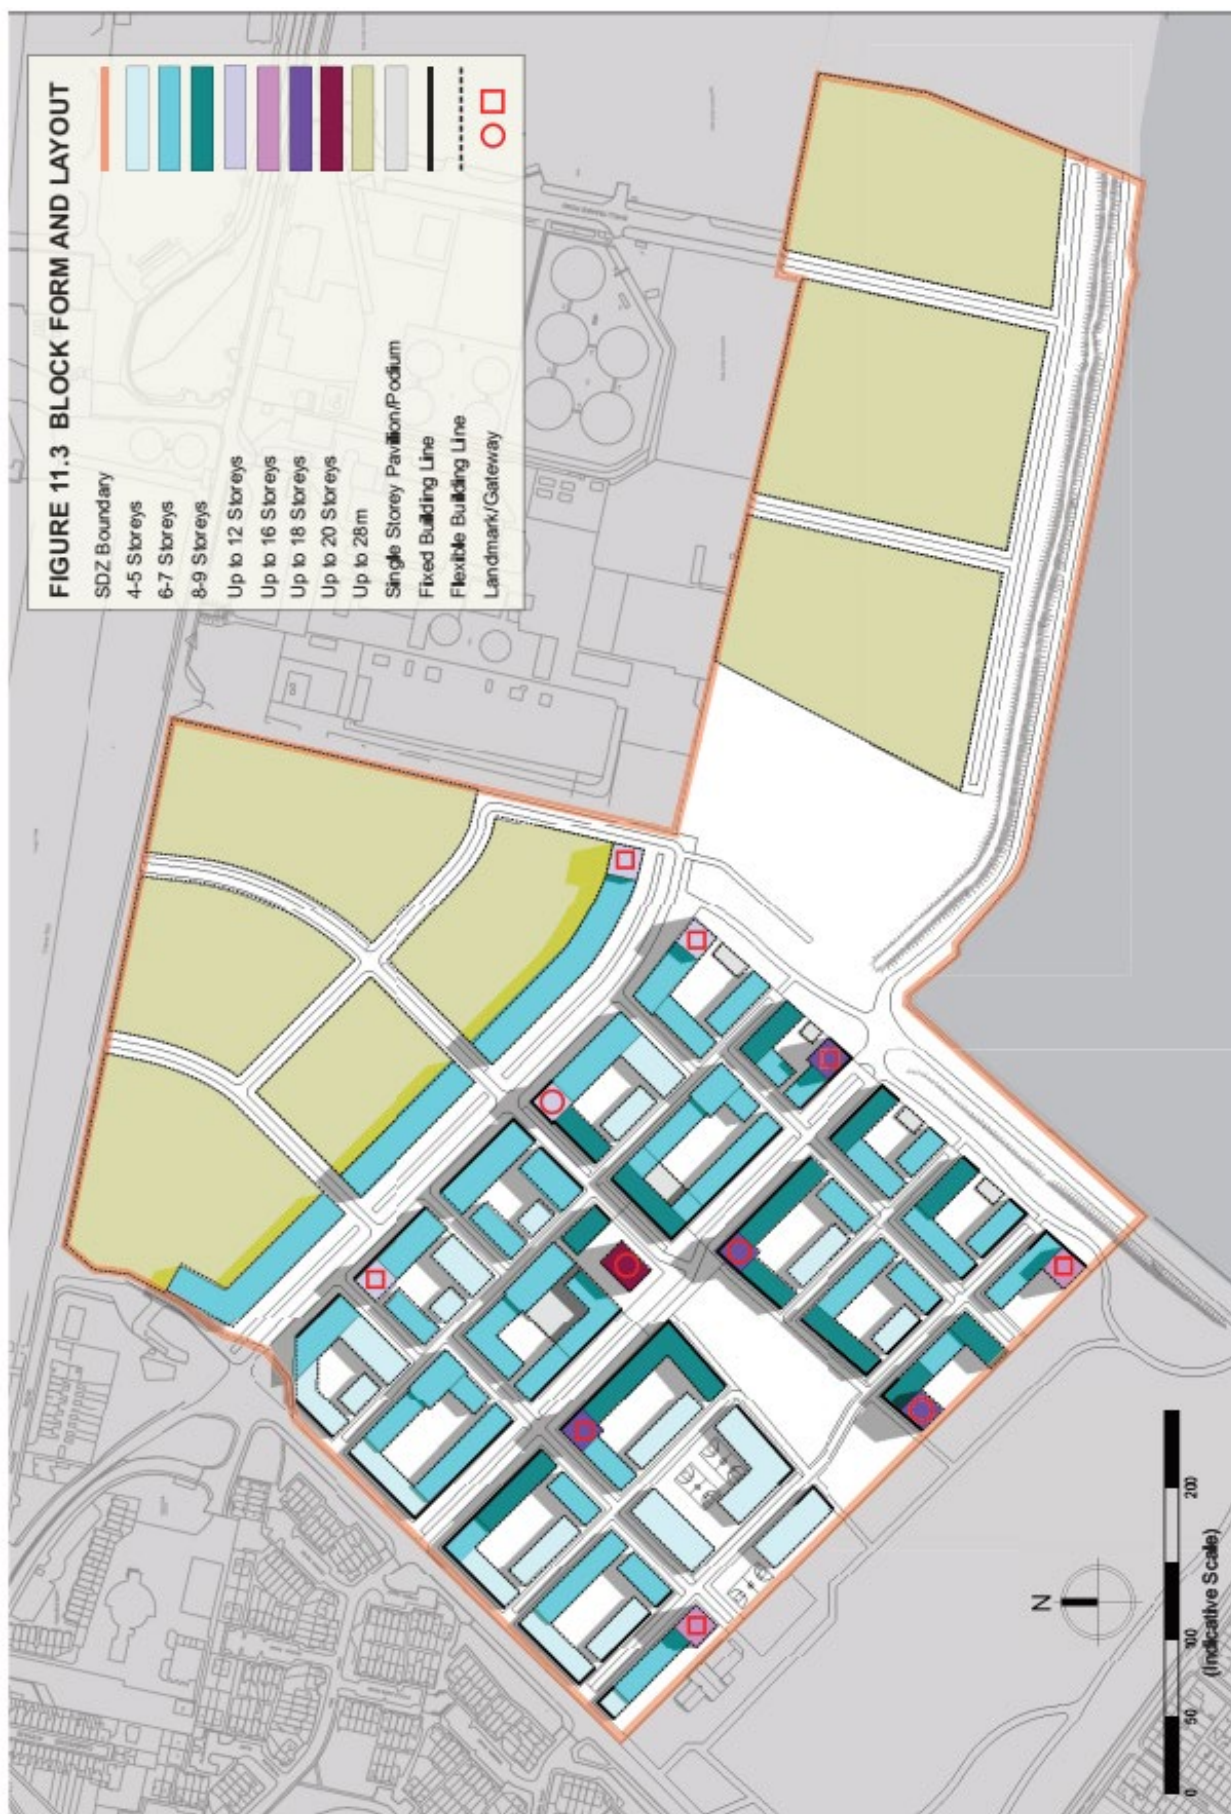 FIGURE 11.3 BLOCK FORM AND LAYOUT
SDZ Boundary
4-5 Storeys
6-7 Storeys
8-9 Storeys
Up to 12 Storeys
Up to 16 Storeys
Up to 18 Storeys
Up to 20 Storeys
Up to 28m
Single Storey Pavilion/Podium
Fixed Building Line
Flexible Building Line
Landmark/Gateway
N
0 50 100 200
(Indicative Scale)